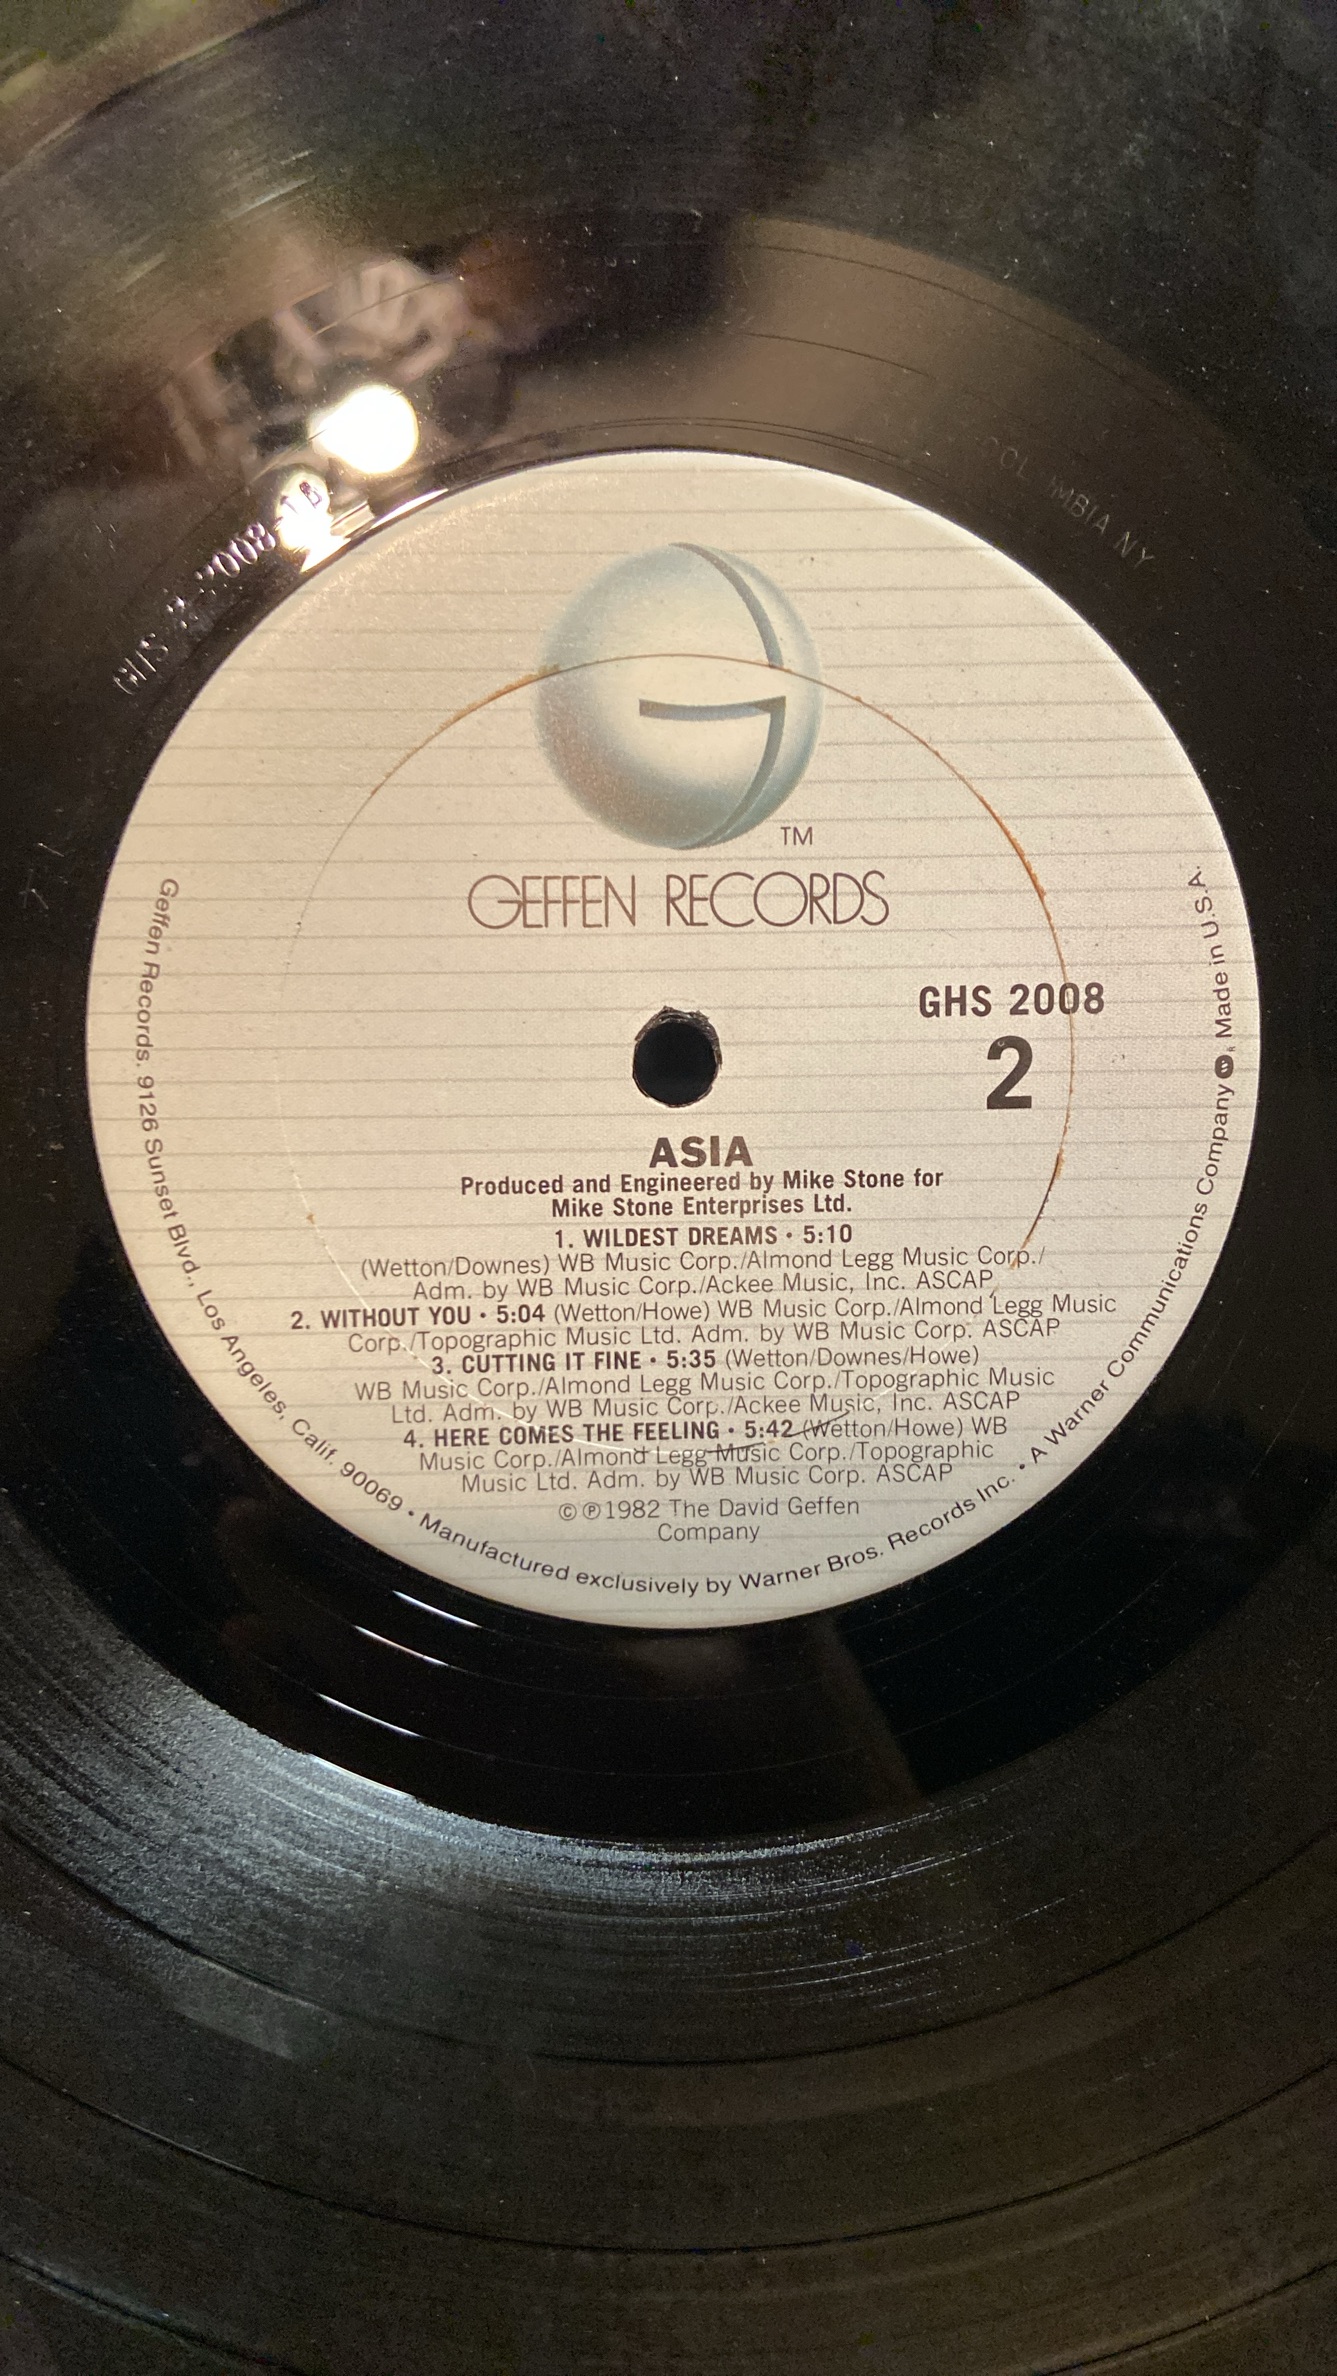 TM
GEFFEN RECORDS
GHS 2008
2
ASIA
Produced and Engineered by Mike Stone for
Mike Stone Enterprises Ltd.
1. WILDEST DREAMS • 5:10
(Wetton/Downes) WB Music Corp./Almond Legg Music Corp./
Adm. by WB Music Corp./Ackee Music, Inc. ASCAP
2. WITHOUT YOU • 5:04 (Wetton/Howe) WB Music Corp./Almond Legg Music
Corp./Topographic Music Ltd. Adm. by WB Music Corp. ASCAP
3. CUTTING IT FINE • 5:35 (Wetton/Downes/Howe)
WB Music Corp./Almond Legg Music Corp./Topographic Music
Ltd. Adm. by WB Music Corp./Ackee Music, Inc. ASCAP
4. HERE COMES THE FEELING • 5:42 (Wetton/Howe) WB
Music Corp./Almond Legg Music Corp./Topographic
Music Ltd. Adm. by WB Music Corp. ASCAP
©℗1982 The David Geffen
Company
Geffen Records. 9126 Sunset Blvd., Los Angeles, Calif. 90069 • Manufactured exclusively by Warner Bros. Records Inc. • A Warner Communications Company W ® Made in U.S.A.
NY